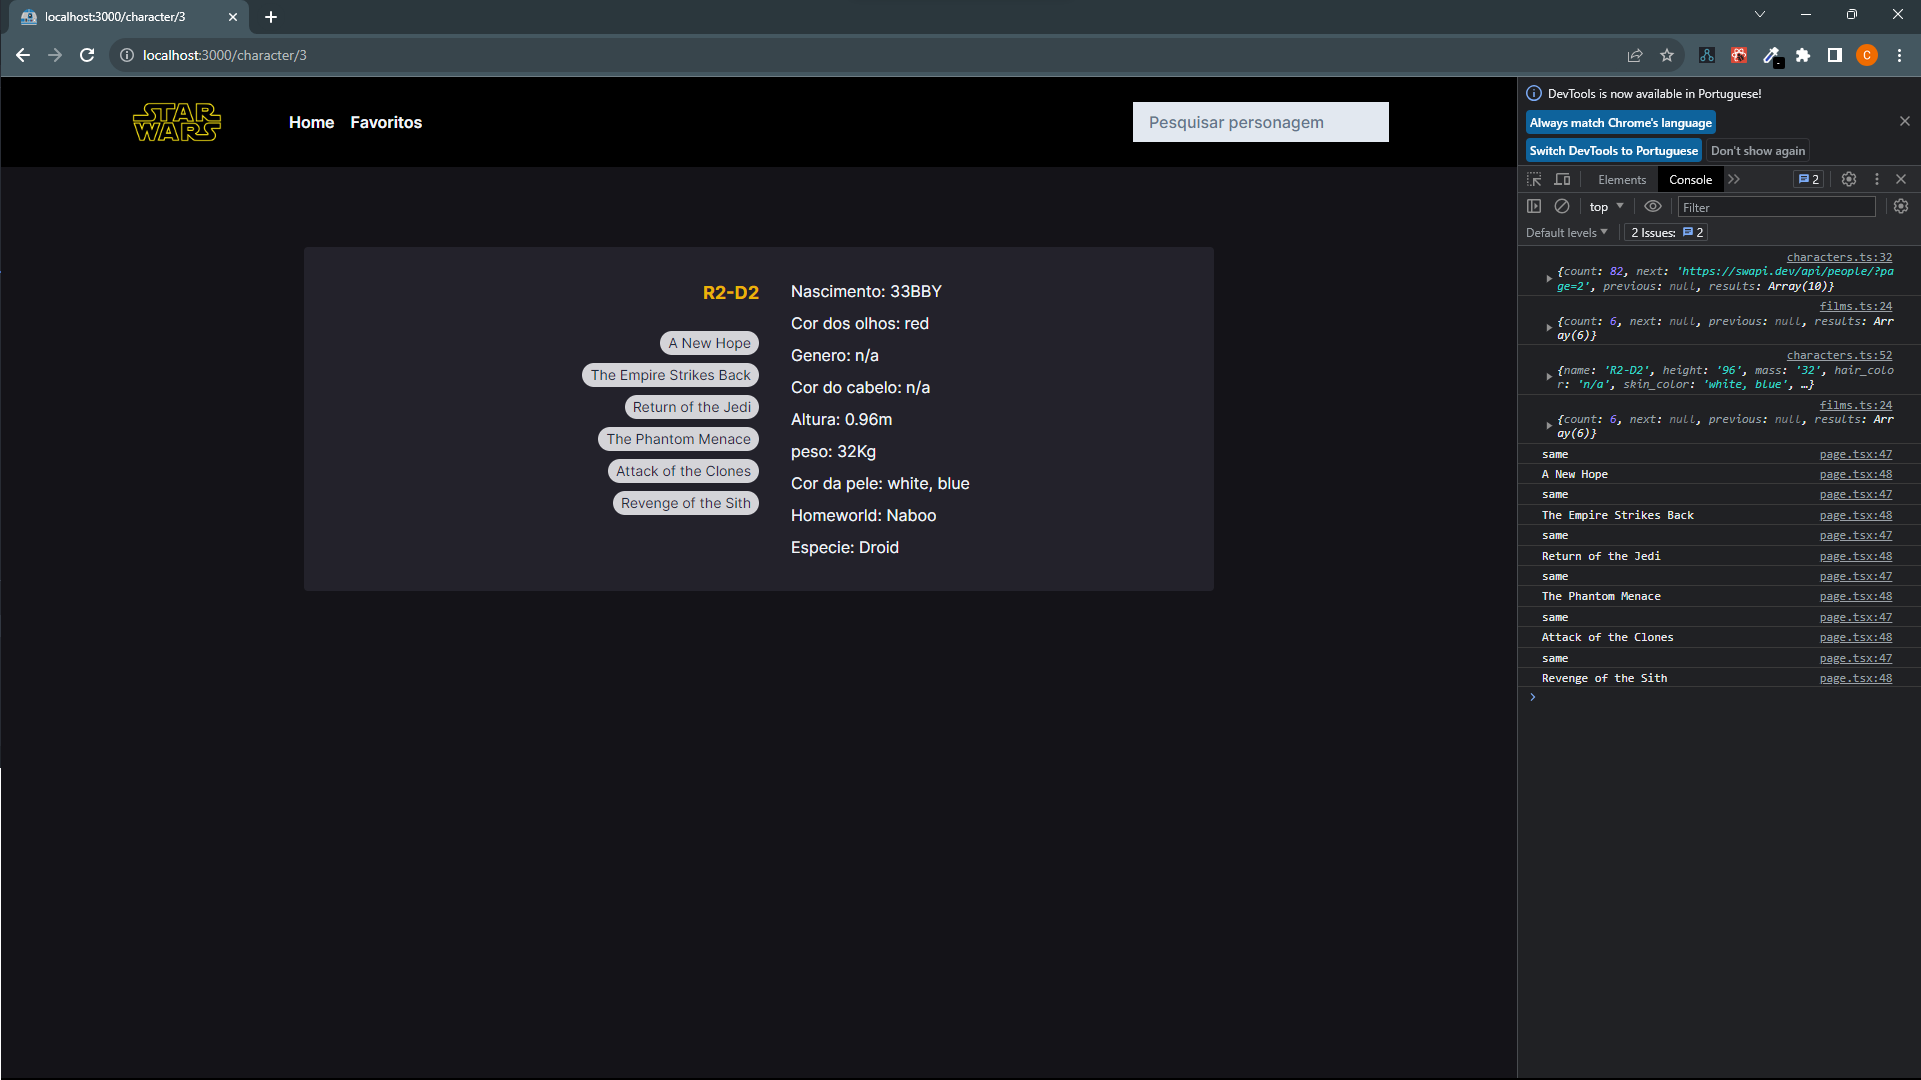 localhost:3000/character/3
localhost:3000/character/3
C
STAR
WARS
Home
Favoritos
Pesquisar personagem
R2-D2
A New Hope
The Empire Strikes Back
Return of the Jedi
The Phantom Menace
Attack of the Clones
Revenge of the Sith
Nascimento: 33BBY
Cor dos olhos: red
Genero: n/a
Cor do cabelo: n/a
Altura: 0.96m
peso: 32Kg
Cor da pele: white, blue
Homeworld: Naboo
Especie: Droid
DevTools is now available in Portuguese!
Always match Chrome's language
Switch DevTools to Portuguese Don't show again
Elements Console 2
top Filter
Default levels 2 Issues: 2
characters.ts:32
{count: 82, next: 'https://swapi.dev/api/people/?pa
ge=2', previous: null, results: Array(10)}
films.ts:24
{count: 6, next: null, previous: null, results: Arr
ay(6)}
characters.ts:52
{name: 'R2-D2', height: '96', mass: '32', hair_colo
r: 'n/a', skin_color: 'white, blue', …}
films.ts:24
{count: 6, next: null, previous: null, results: Arr
ay(6)}
same page.tsx:47
A New Hope page.tsx:48
same page.tsx:47
The Empire Strikes Back page.tsx:48
same page.tsx:47
Return of the Jedi page.tsx:48
same page.tsx:47
The Phantom Menace page.tsx:48
same page.tsx:47
Attack of the Clones page.tsx:48
same page.tsx:47
Revenge of the Sith page.tsx:48